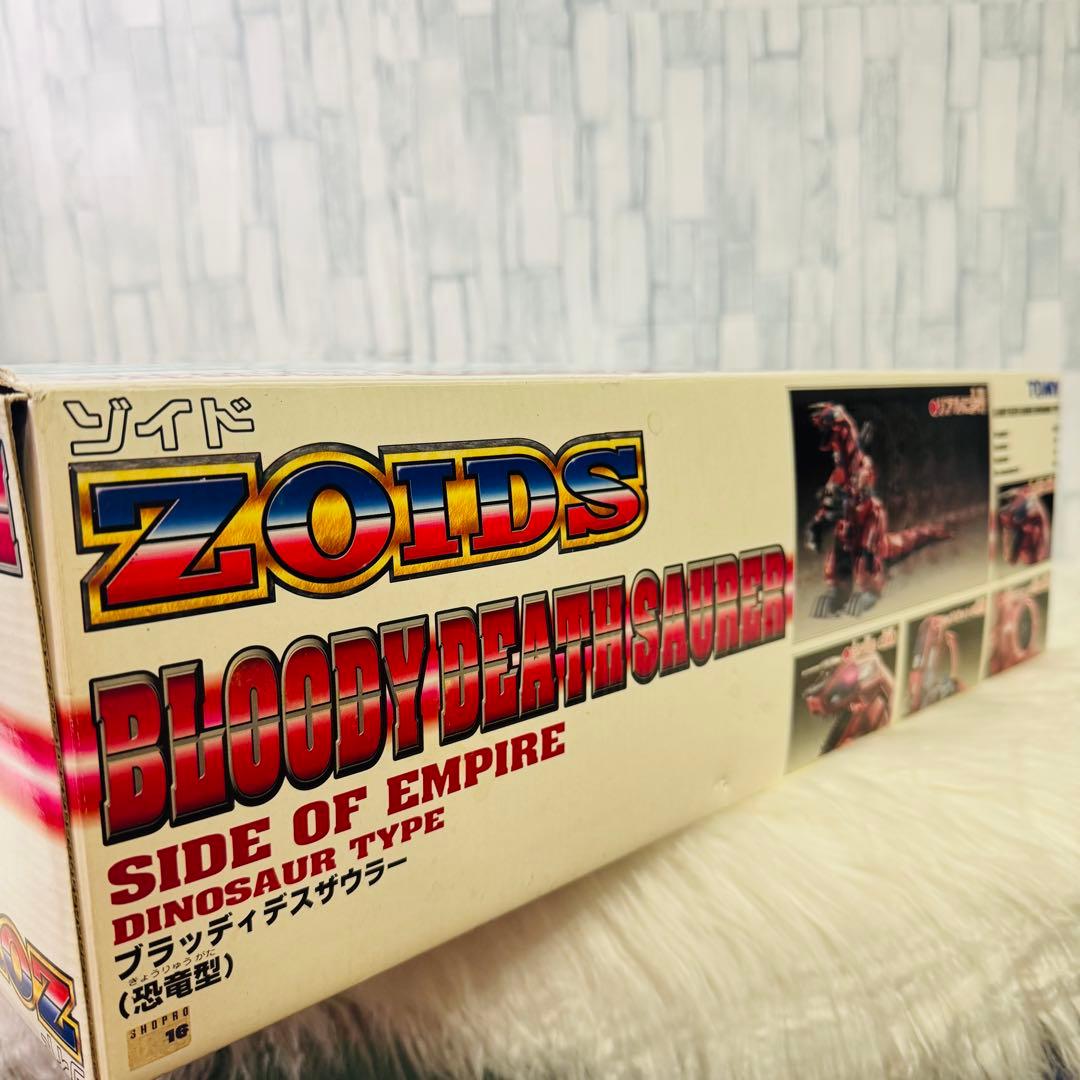 ゾイド
ZOIDS
BLOODY DEATH SAURER
SIDE OF EMPIRE
DINOSAUR TYPE
ブラッディデスザウラー
きょうりゅうがた
(恐竜型)
SHOPRO
16
TOMY